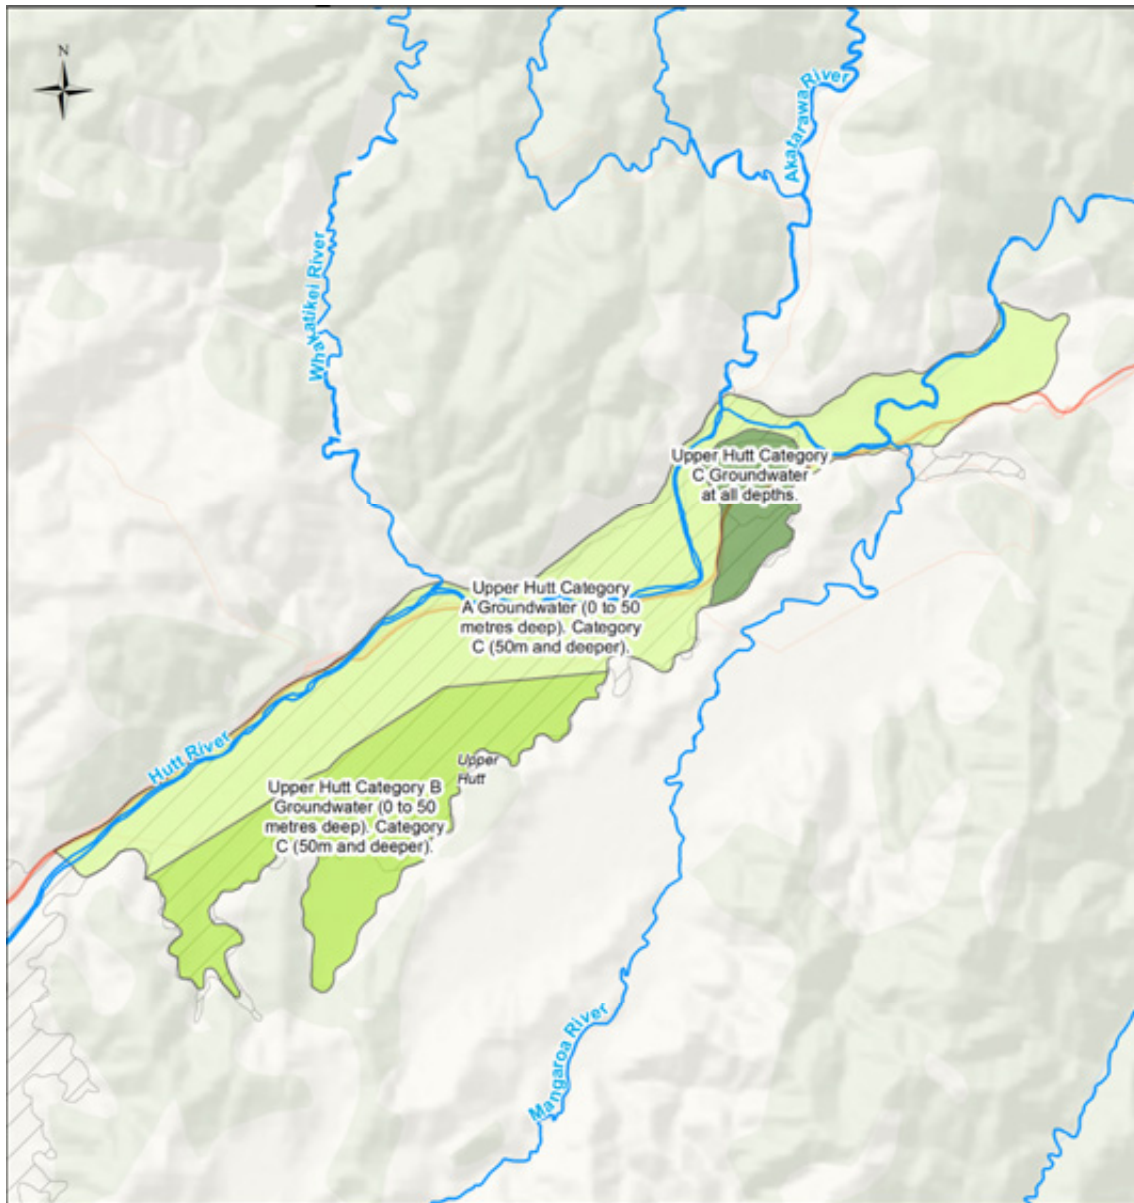 N
Akatarawa River
Whakatikei River
Upper Hutt Category
C Groundwater
at all depths.
Upper Hutt Category
A Groundwater (0 to 50
metres deep). Category
C (50m and deeper).
Hutt River
Upper
Hutt
Upper Hutt Category B
Groundwater (0 to 50
metres deep). Category
C (50m and deeper).
Mangaroa River